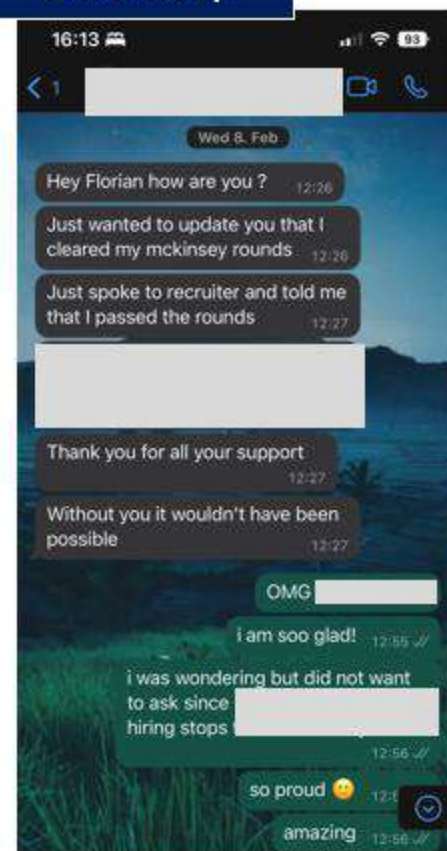 16:13
93
1
Wed 8. Feb
Hey Florian how are you ?
12:26
Just wanted to update you that I
cleared my mckinsey rounds
12:26
Just spoke to recruiter and told me
that I passed the rounds
12:27
Thank you for all your support
12:27
Without you it wouldn't have been
possible
12:27
OMG
i am soo glad!
12:55
i was wondering but did not want
to ask since
hiring stops
12:56
so proud 🙂
amazing
12:56